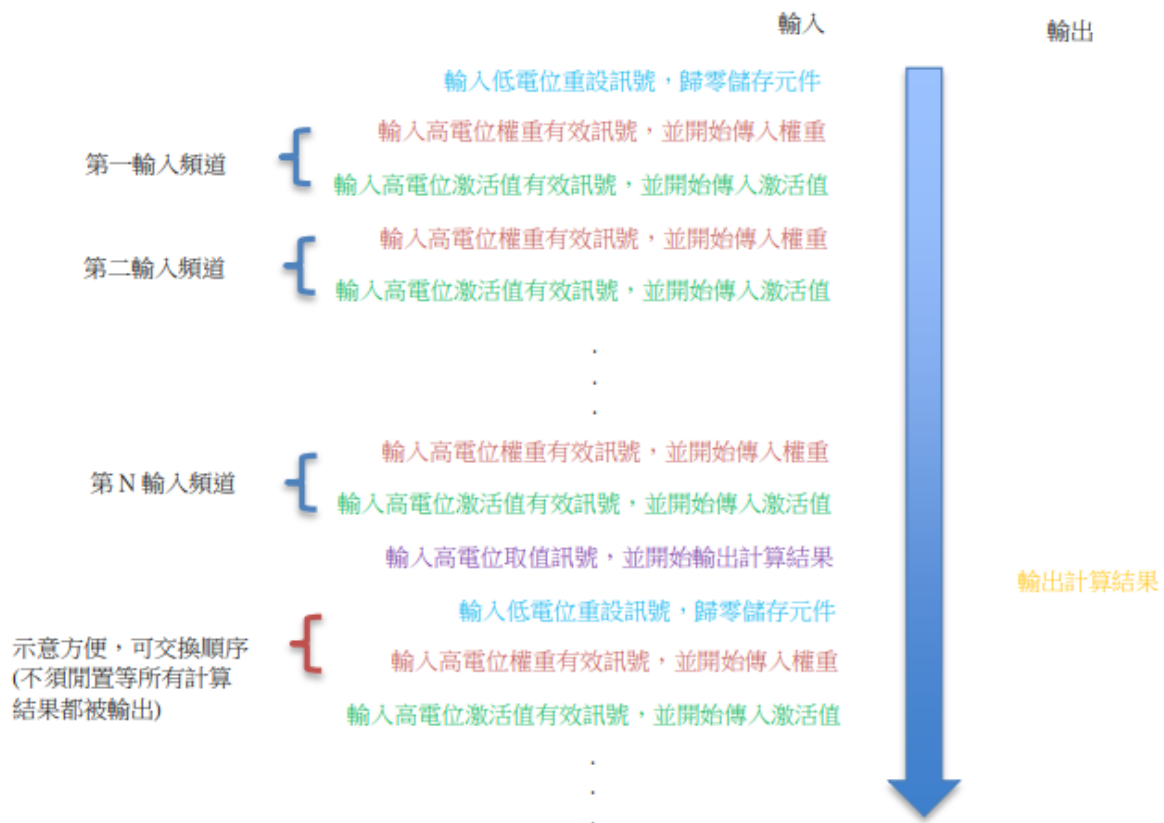 輸入
輸出
輸入低電位重設訊號，歸零儲存元件
輸入高電位權重有效訊號，並開始傳入權重
第一輸入頻道
輸入高電位激活值有效訊號，並開始傳入激活值
輸入高電位權重有效訊號，並開始傳入權重
第二輸入頻道
輸入高電位激活值有效訊號，並開始傳入激活值
.
.
.
輸入高電位權重有效訊號，並開始傳入權重
第 N 輸入頻道
輸入高電位激活值有效訊號，並開始傳入激活值
輸入高電位取值訊號，並開始輸出計算結果
輸出計算結果
輸入低電位重設訊號，歸零儲存元件
示意方便，可交換順序
(不須閒置等所有計算
結果都被輸出)
輸入高電位權重有效訊號，並開始傳入權重
輸入高電位激活值有效訊號，並開始傳入激活值
.
.
.